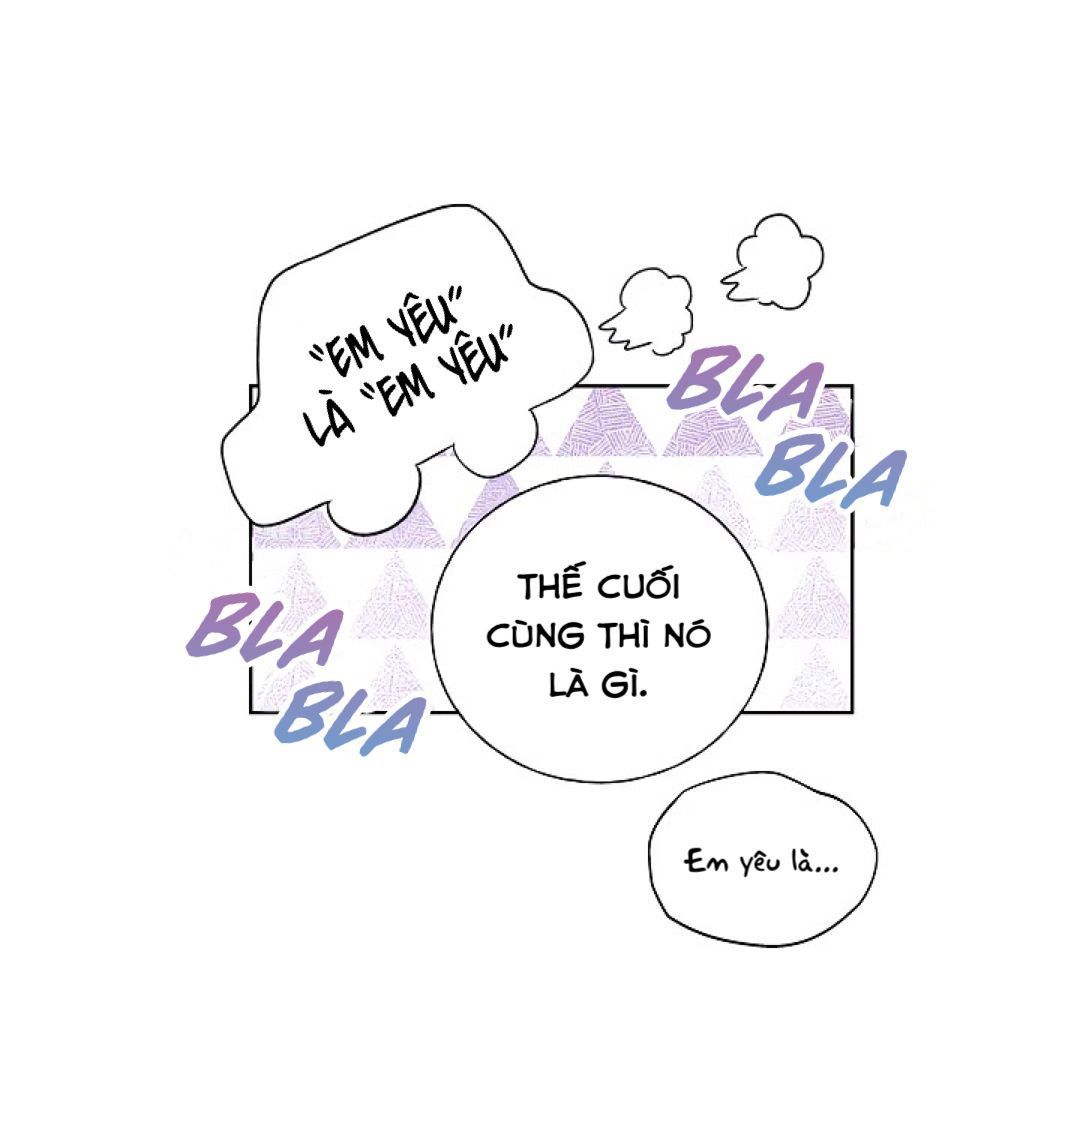 "EM YÊU"
LÀ "EM YÊU"
BLA
BLA
THẾ CUỐI
CÙNG THÌ NÓ
LÀ GÌ.
BLA
BLA
Em yêu là...